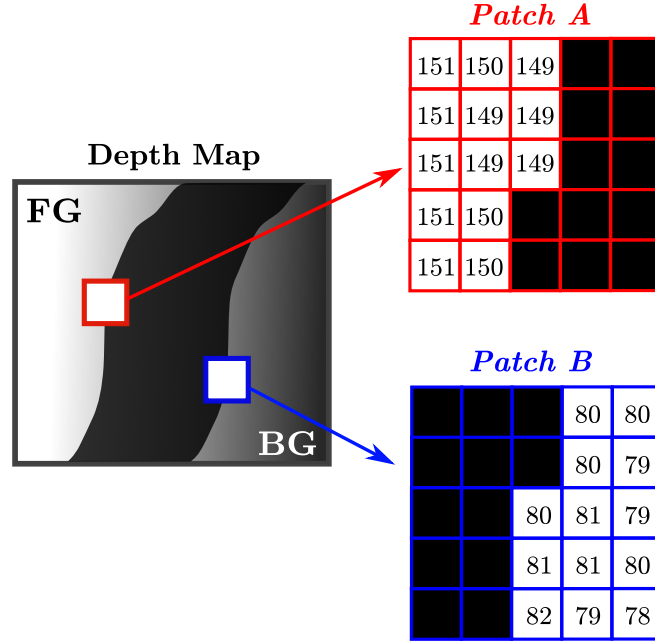 Patch A
151 150 149
151 149 149
151 149 149
151 150
151 150
Depth Map
FG
BG
Patch B
80 80
80 79
80 81 79
81 81 80
82 79 78